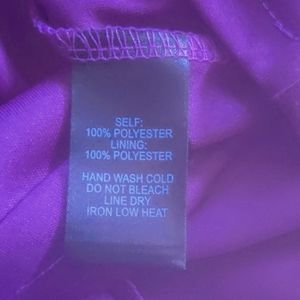 SELF:
100% POLYESTER
LINING:
100% POLYESTER
HAND WASH COLD
DO NOT BLEACH
LINE DRY
IRON LOW HEAT